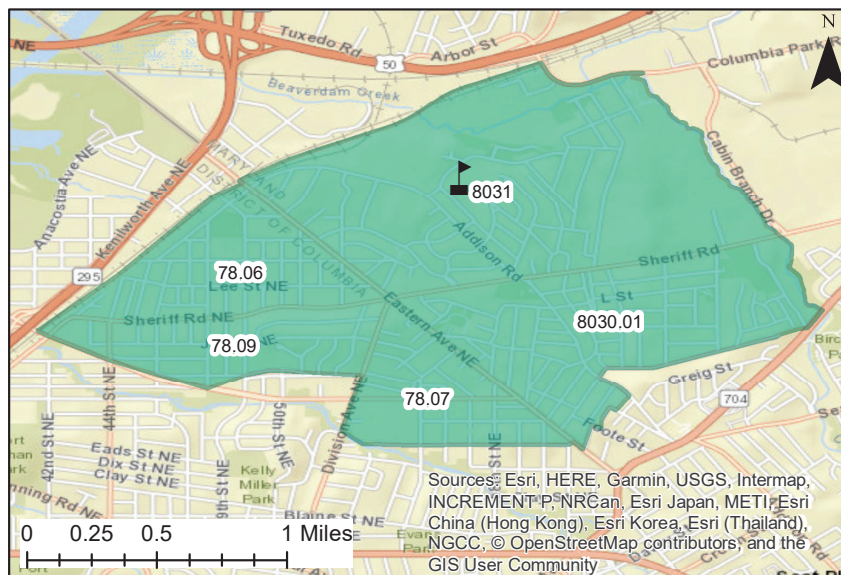 NE
Tuxedo Rd
Arbor St
N
50
Columbia Park R
Beaverdam Creek
MARYLAND
DISTRICT OF COLUMBIA
Anacostia Ave NE
Kenilworth Ave NE
Cabin Branch Dr
8031
Addison Rd
Sheriff Rd
295
78.06
Lee St NE
L St
Sheriff Rd NE
Eastern Ave NE
8030.01
78.09
Greig St
704
78.07
44th St NE
42nd St NE
50th St NE
Division Ave NE
Foote St
Eads St NE
Dix St NE
Clay St NE
Kelly
Miller
Park
Blaine St NE
Sources: Esri, HERE, Garmin, USGS, Intermap,
INCREMENT P, NRCan, Esri Japan, METI, Esri
China (Hong Kong), Esri Korea, Esri (Thailand),
NGCC, © OpenStreetMap contributors, and the
GIS User Community
0 0.25 0.5 1 Miles